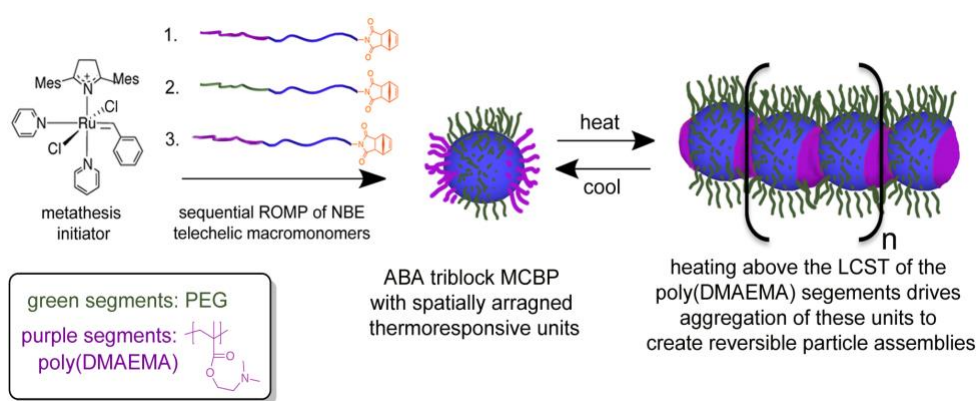 1.
2.
3.
Mes
N
+
Mes
Cl
N
Ru
Cl
N
O
N
O
O
N
O
O
N
O
metathesis
initiator
sequential ROMP of NBE
telechelic macromonomers
heat
cool
n
ABA triblock MCBP
with spatially arragned
thermoresponsive units
heating above the LCST of the
poly(DMAEMA) segements drives
aggregation of these units to
create reversible particle assemblies
green segments: PEG
purple segments:
poly(DMAEMA)
O
O
N